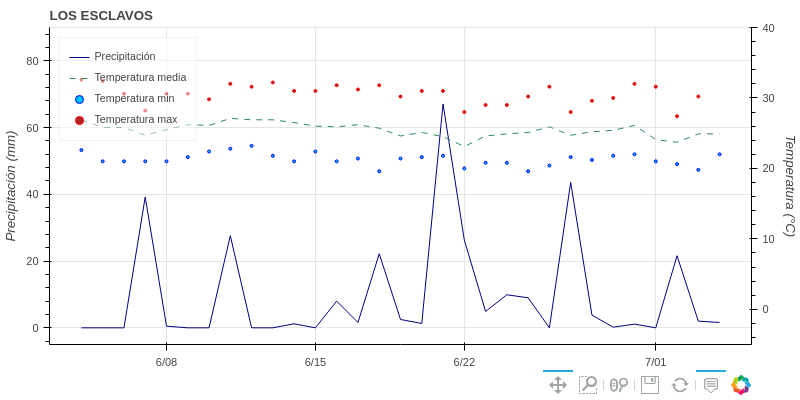 LOS ESCLAVOS
Precipitación
Temperatura media
Temperatura min
Temperatura max
Precipitación (mm)
80
60
40
20
0
40
30
20
10
0
Temperatura (°C)
6/08
6/15
6/22
7/01